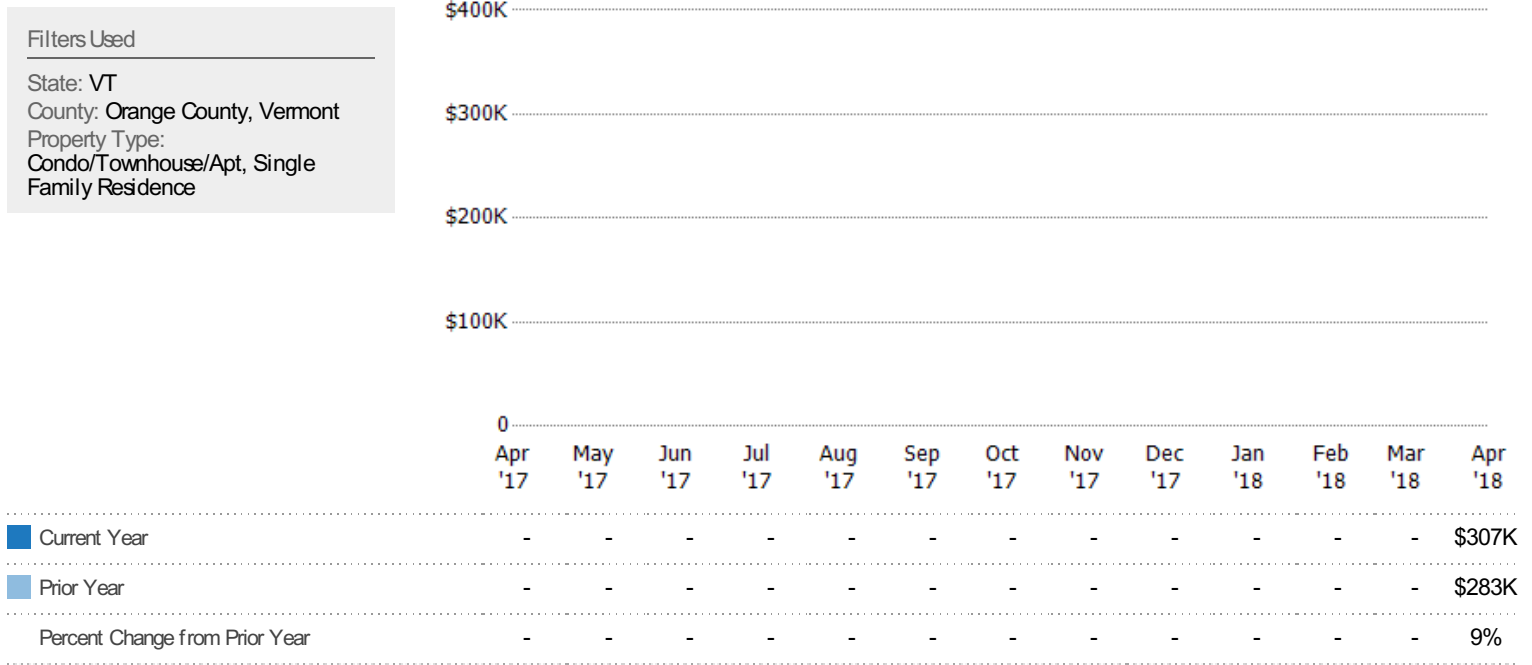 Filters Used
State: VT
County: Orange County, Vermont
Property Type:
Condo/Townhouse/Apt, Single
Family Residence
$400K
$300K
$200K
$100K
0
Apr May Jun Jul Aug Sep Oct Nov Dec Jan Feb Mar Apr
'17 '17 '17 '17 '17 '17 '17 '17 '17 '18 '18 '18 '18
Current Year - - - - - - - - - - - - $307K
Prior Year - - - - - - - - - - - - $283K
Percent Change from Prior Year - - - - - - - - - - - - 9%